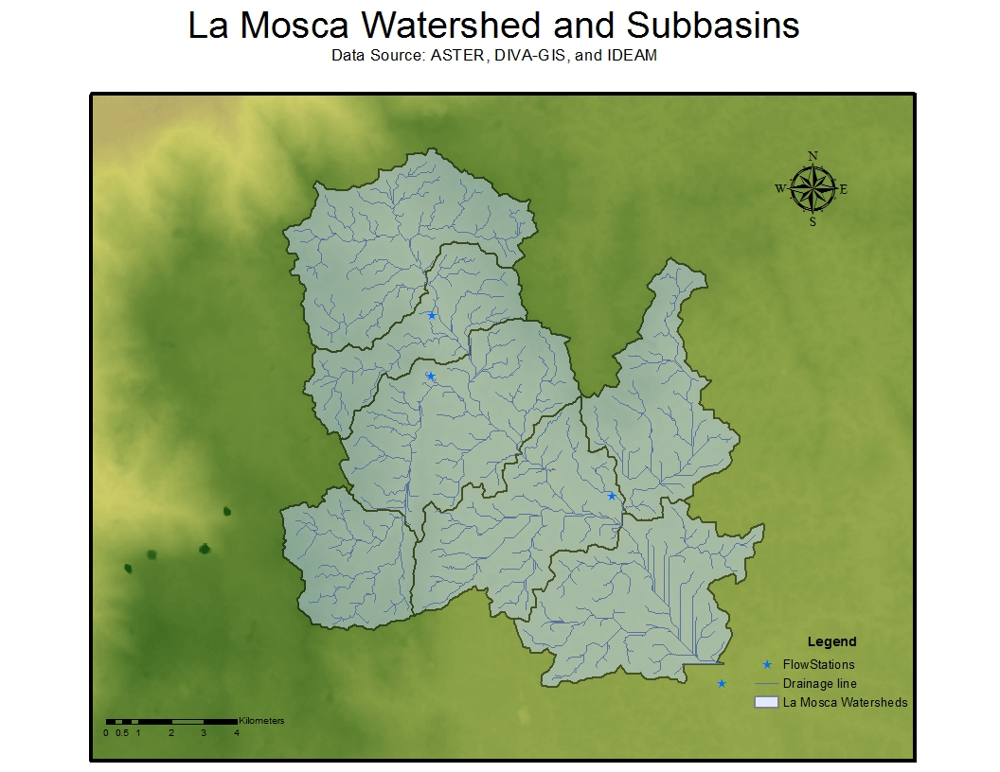 La Mosca Watershed and Subbasins
Data Source: ASTER, DIVA-GIS, and IDEAM
N
W E
S
Legend
FlowStations
Drainage line
La Mosca Watersheds
Kilometers
0 0.5 1 2 3 4